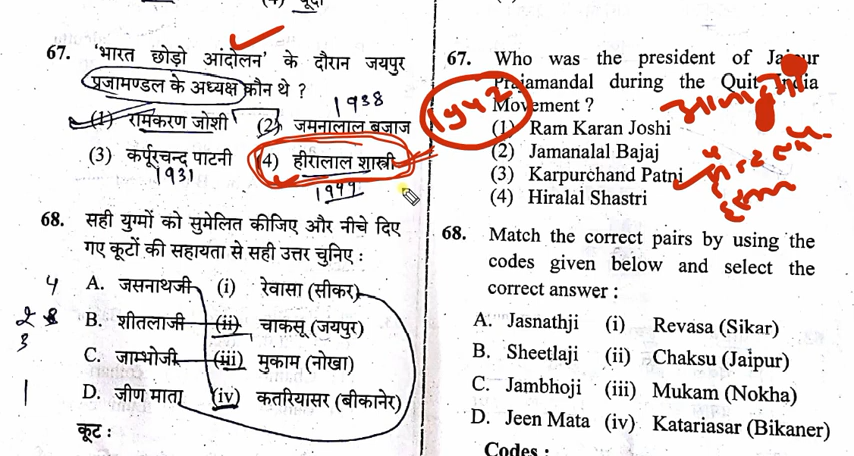 67. 'भारत छोड़ो आंदोलन' के दौरान जयपुर
प्रजामण्डल के अध्यक्ष कौन थे ?
1938
(1) रामकरण जोशी (2) जमनालाल बजाज
(3) कर्पूरचन्द पाटनी (4) हीरालाल शास्त्री
1931
68. सही युग्मों को सुमेलित कीजिए और नीचे दिए
गए कूटों की सहायता से सही उत्तर चुनिए :
4 A. जसनाथजी (i) रेवासा (सीकर)
2 B. शीतलाजी (ii) चाकसू (जयपुर)
3 C. जाम्भोजी (iii) मुकाम (नोखा)
1 D. जीण माता (iv) कतरियासर (बीकानेर)
कूट :
67. Who was the president of Jaipur
Prajamandal during the Quit India
Movement ?
1942
(1) Ram Karan Joshi
(2) Jamanalal Bajaj
(3) Karpurchand Patni
(4) Hiralal Shastri
68. Match the correct pairs by using the
codes given below and select the
correct answer :
A. Jasnathji (i) Revasa (Sikar)
B. Sheetlaji (ii) Chaksu (Jaipur)
C. Jambhoji (iii) Mukam (Nokha)
D. Jeen Mata (iv) Katariasar (Bikaner)
Codes :